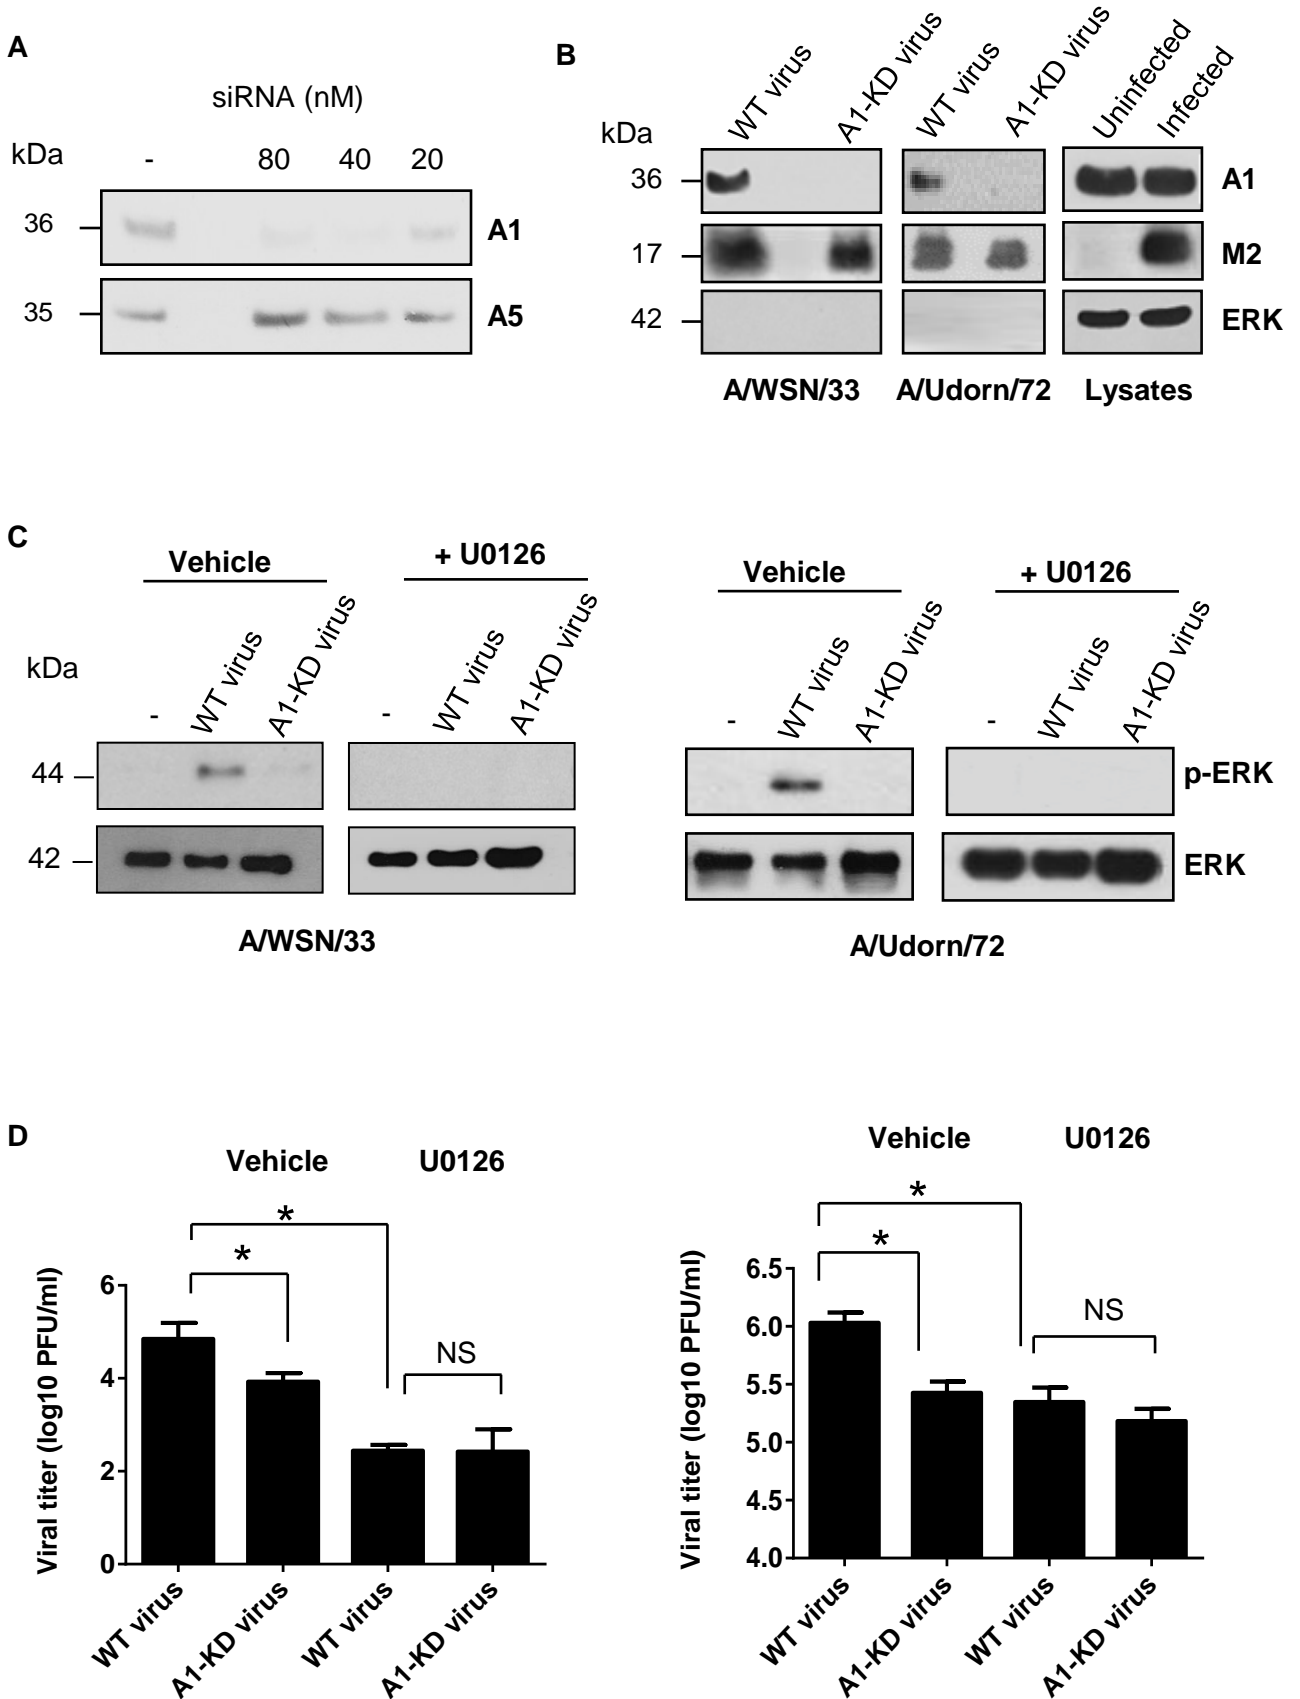 A
siRNA (nM)
kDa - 80 40 20
36 A1
35 A5
B
WT virus A1-KD virus WT virus A1-KD virus Uninfected Infected
kDa
36 A1
17 M2
42 ERK
A/WSN/33 A/Udorn/72 Lysates
C
Vehicle + U0126 Vehicle + U0126
kDa
- WT virus A1-KD virus - WT virus A1-KD virus - WT virus A1-KD virus - WT virus A1-KD virus
44 p-ERK
42 ERK
A/WSN/33 A/Udorn/72
D
Vehicle U0126
*
*
NS
Viral titer (log10 PFU/ml)
6
4
2
0
WT virus A1-KD virus WT virus A1-KD virus
Vehicle U0126
*
*
NS
Viral titer (log10 PFU/ml)
6.5
6.0
5.5
5.0
4.5
4.0
WT virus A1-KD virus WT virus A1-KD virus